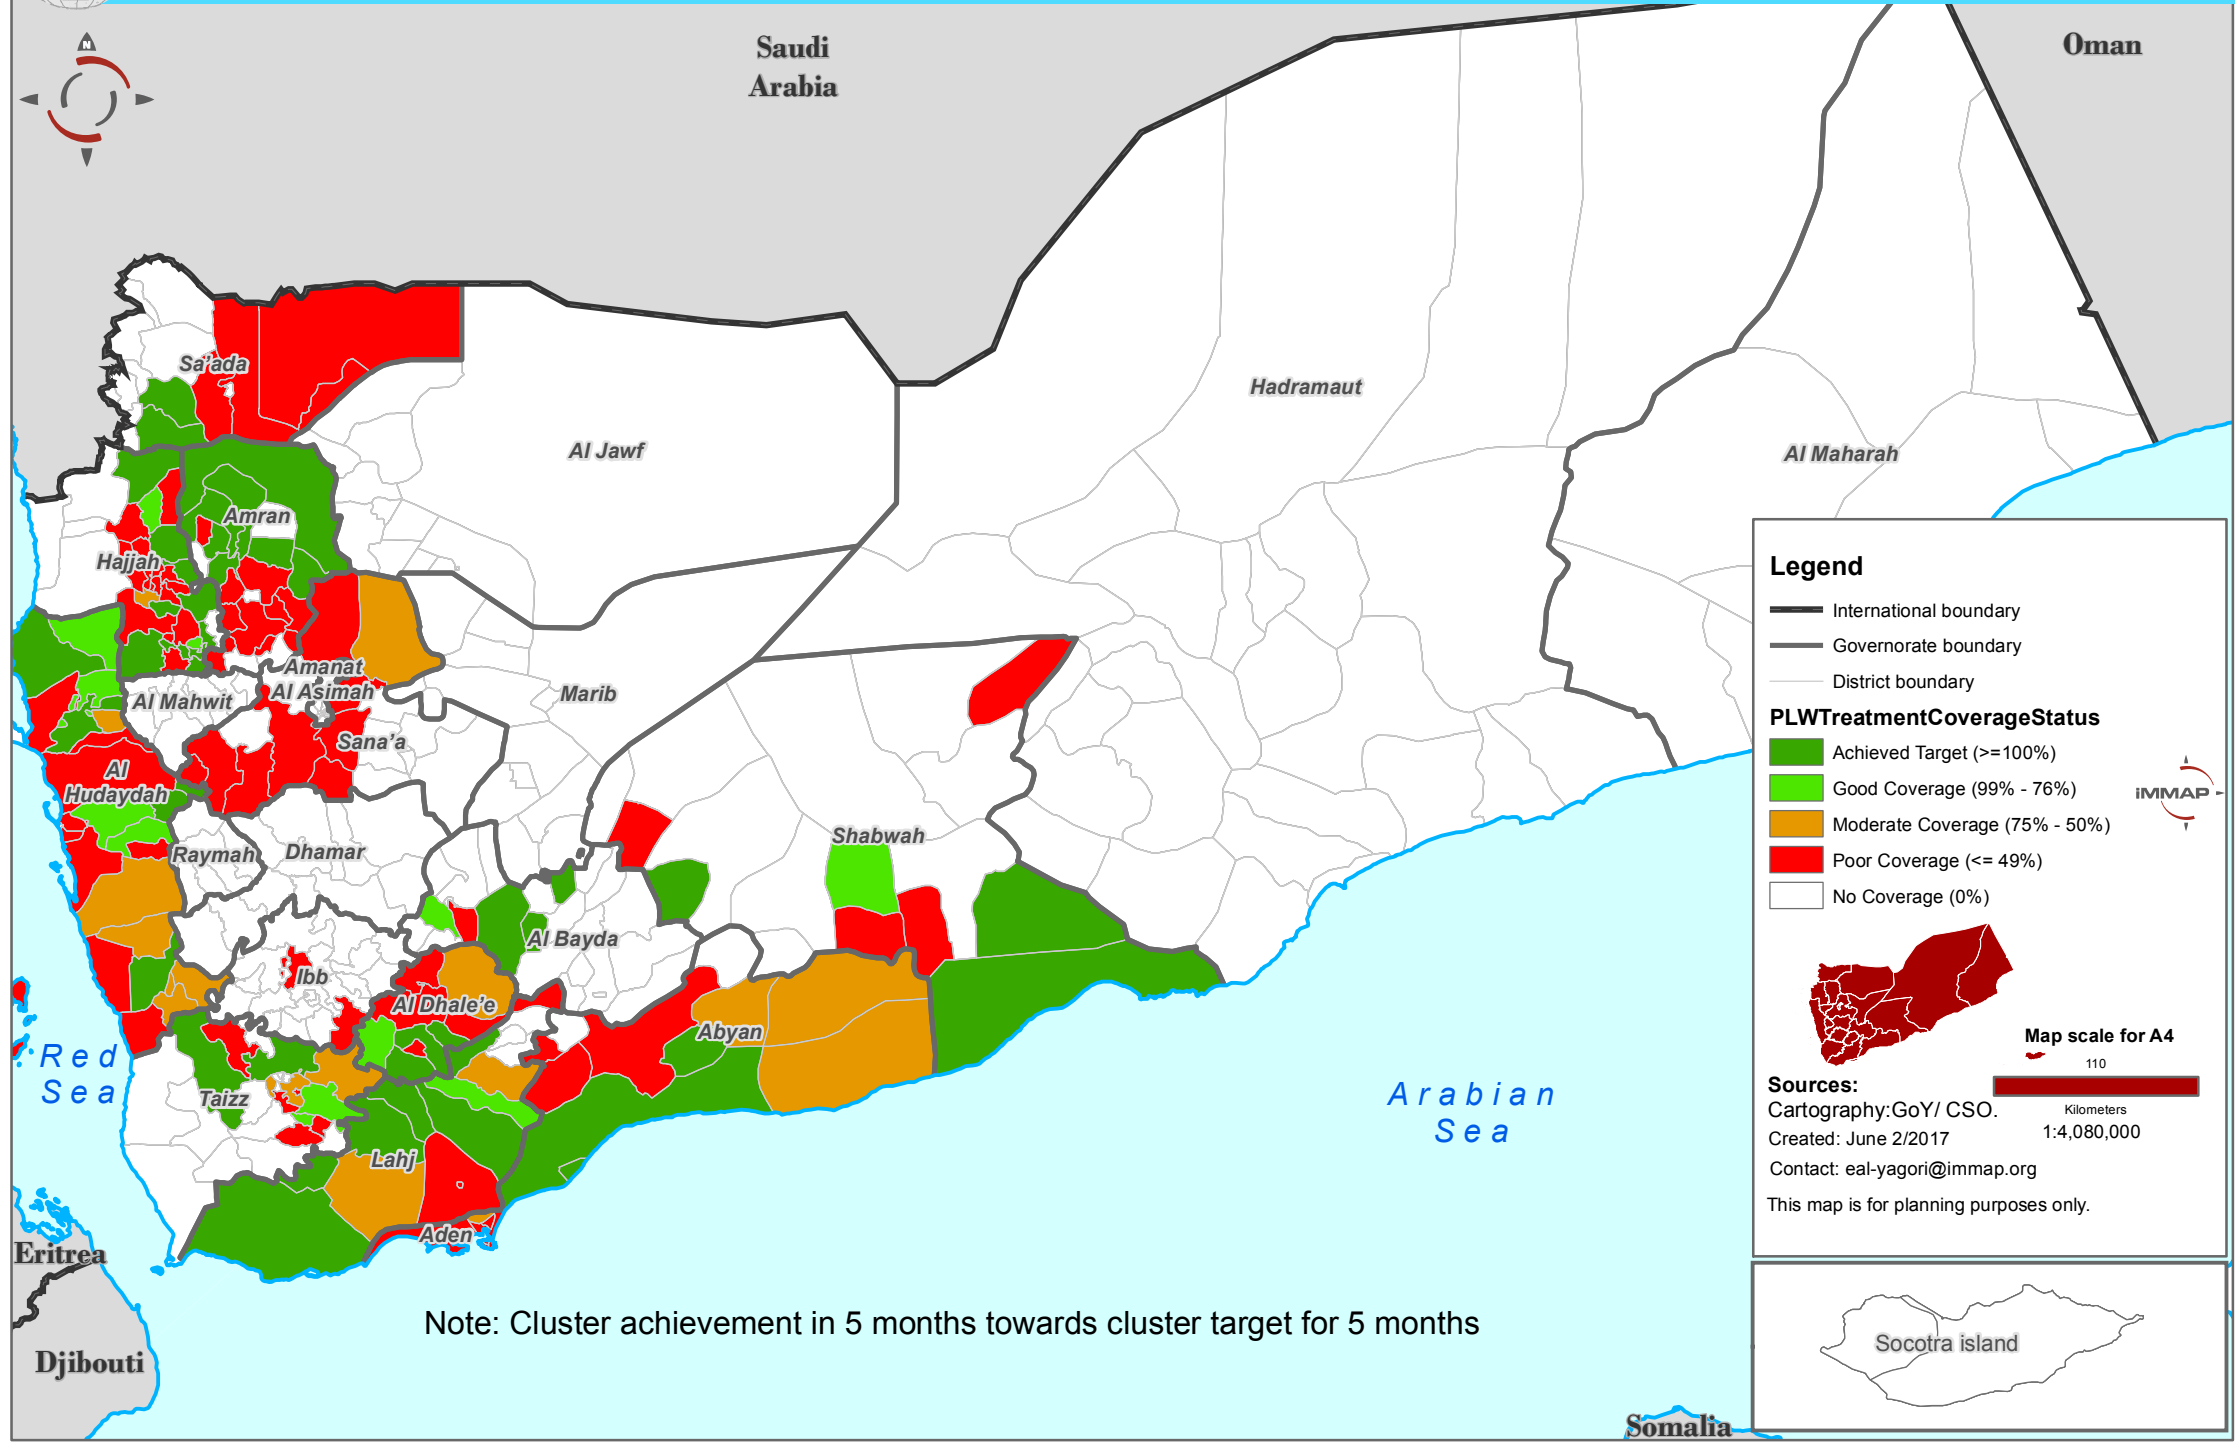 N
Saudi
Arabia
Oman
Sa'ada
Hadramaut
Al Jawf
Al Maharah
Amran
Hajjah
Amanat
Al Asimah
Al Mahwit
Marib
Sana'a
Al
Hudaydah
Shabwah
Raymah
Dhamar
Al Bayda
Ibb
Al Dhale'e
Abyan
Red
Sea
Taizz
Arabian
Sea
Lahj
Aden
Eritrea
Djibouti
Somalia
Note: Cluster achievement in 5 months towards cluster target for 5 months
Legend
International boundary
Governorate boundary
District boundary
PLWTreatmentCoverageStatus
Achieved Target (>=100%)
Good Coverage (99% - 76%)
Moderate Coverage (75% - 50%)
Poor Coverage (<= 49%)
No Coverage (0%)
iMMAP
Map scale for A4
110
Kilometers
1:4,080,000
Sources:
Cartography:GoY/ CSO.
Created: June 2/2017
Contact: eal-yagori@immap.org
This map is for planning purposes only.
Socotra island